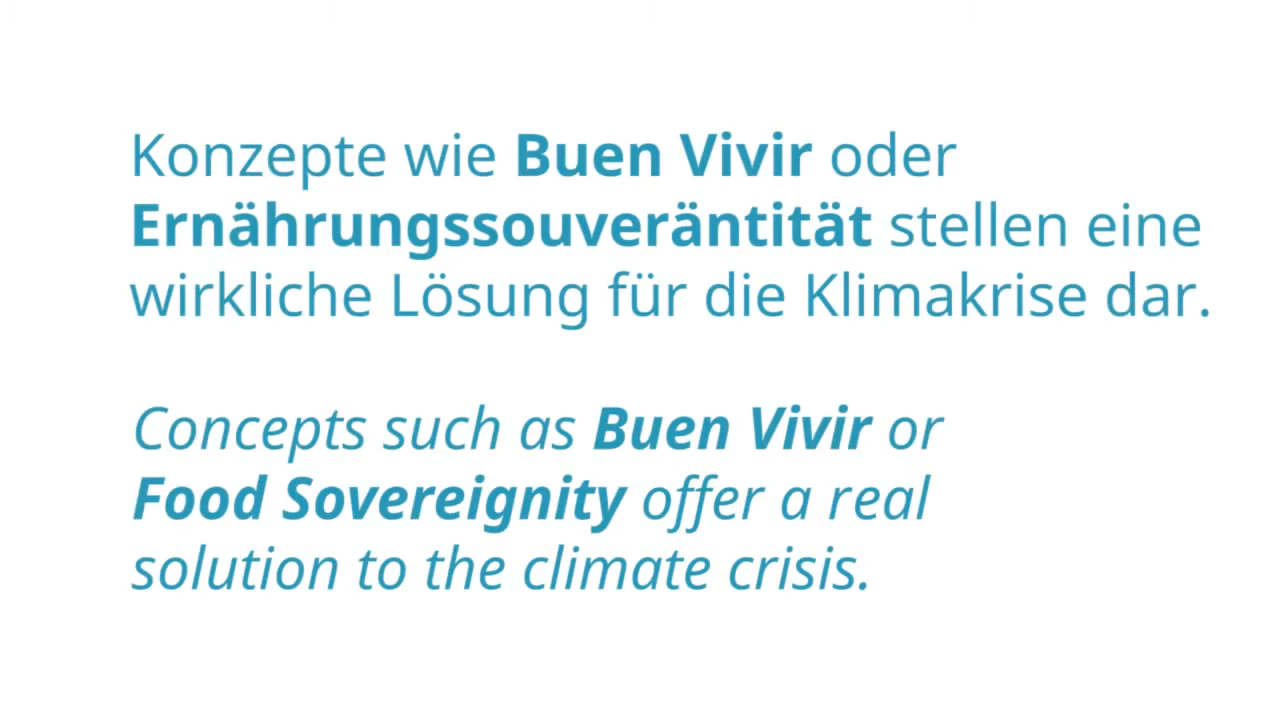 Konzepte wie Buen Vivir oder
Ernährungssouveräntität stellen eine
wirkliche Lösung für die Klimakrise dar.
Concepts such as Buen Vivir or
Food Sovereignity offer a real
solution to the climate crisis.